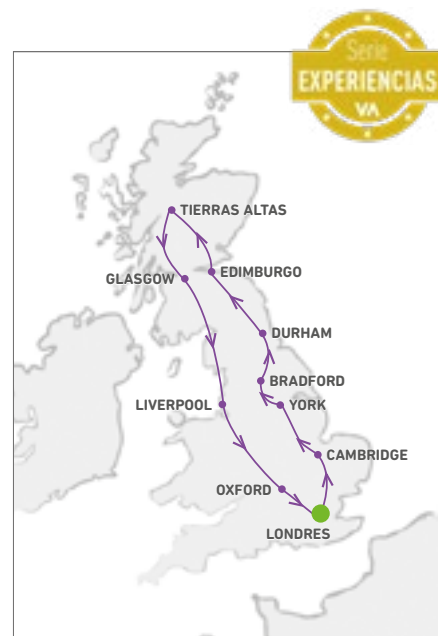 Serie
EXPERIENCIAS
VA
TIERRAS ALTAS
GLASGOW
EDIMBURGO
DURHAM
BRADFORD
LIVERPOOL
YORK
CAMBRIDGE
OXFORD
LONDRES